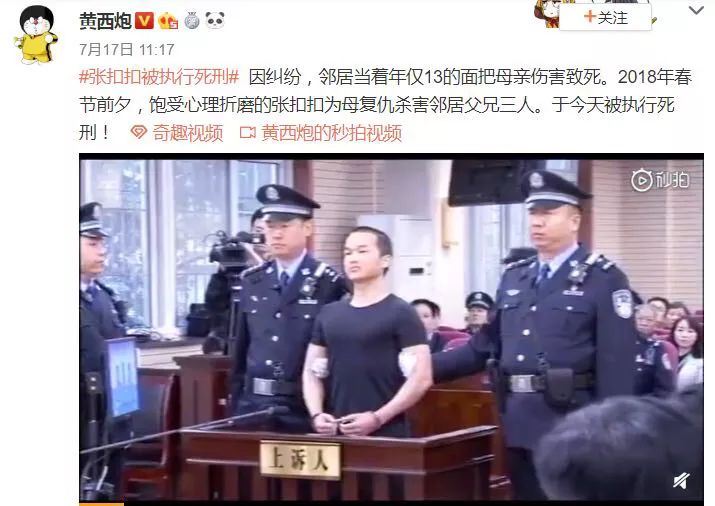 黄西炮
+关注
7月17日 11:17
#张扣扣被执行死刑# 因纠纷，邻居当着年仅13的面把母亲伤害致死。2018年春
节前夕，饱受心理折磨的张扣扣为母复仇杀害邻居父兄三人。于今天被执行死
刑！ 奇趣视频 黄西炮的秒拍视频
秒拍
上诉人